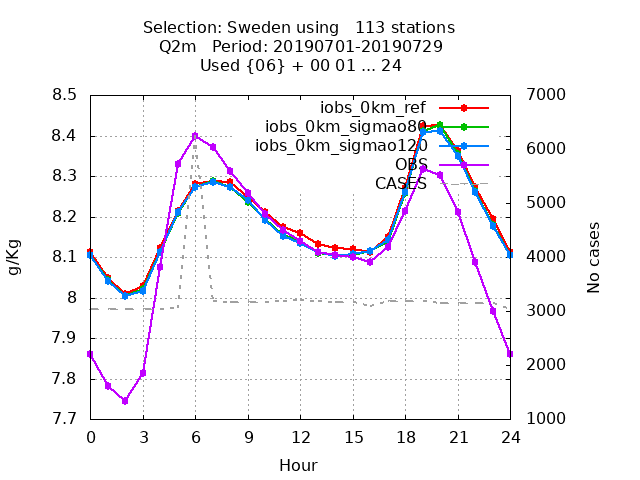 Selection: Sweden using   113 stations
Q2m   Period: 20190701-20190729
Used {06} + 00 01 ... 24
8.5
8.4
8.3
8.2
8.1
8
7.9
7.8
7.7
g/Kg
iobs_0km_ref
iobs_0km_sigmao80
iobs_0km_sigmao120
OBS
CASES
7000
6000
5000
4000
3000
2000
1000
No cases
0 3 6 9 12 15 18 21 24
Hour